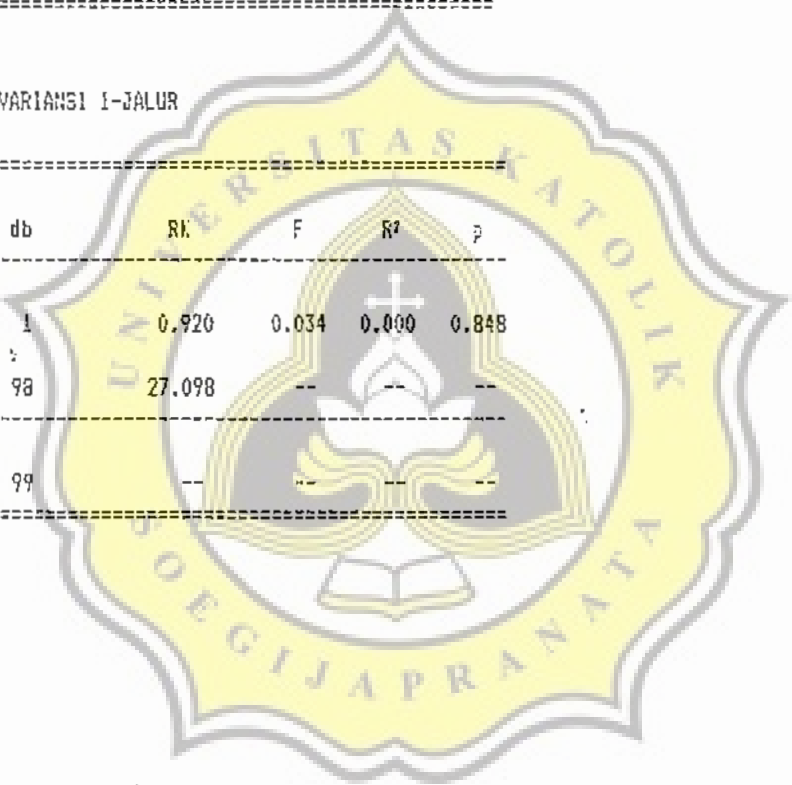 VARIANSI 1-JALUR
db RK F R² p
1 0.920 0.034 0.000 0.848
98 27.098 -- -- --
99 -- -- -- --
UNIVERSITAS KATOLIK
SOEGIJAPRANATA